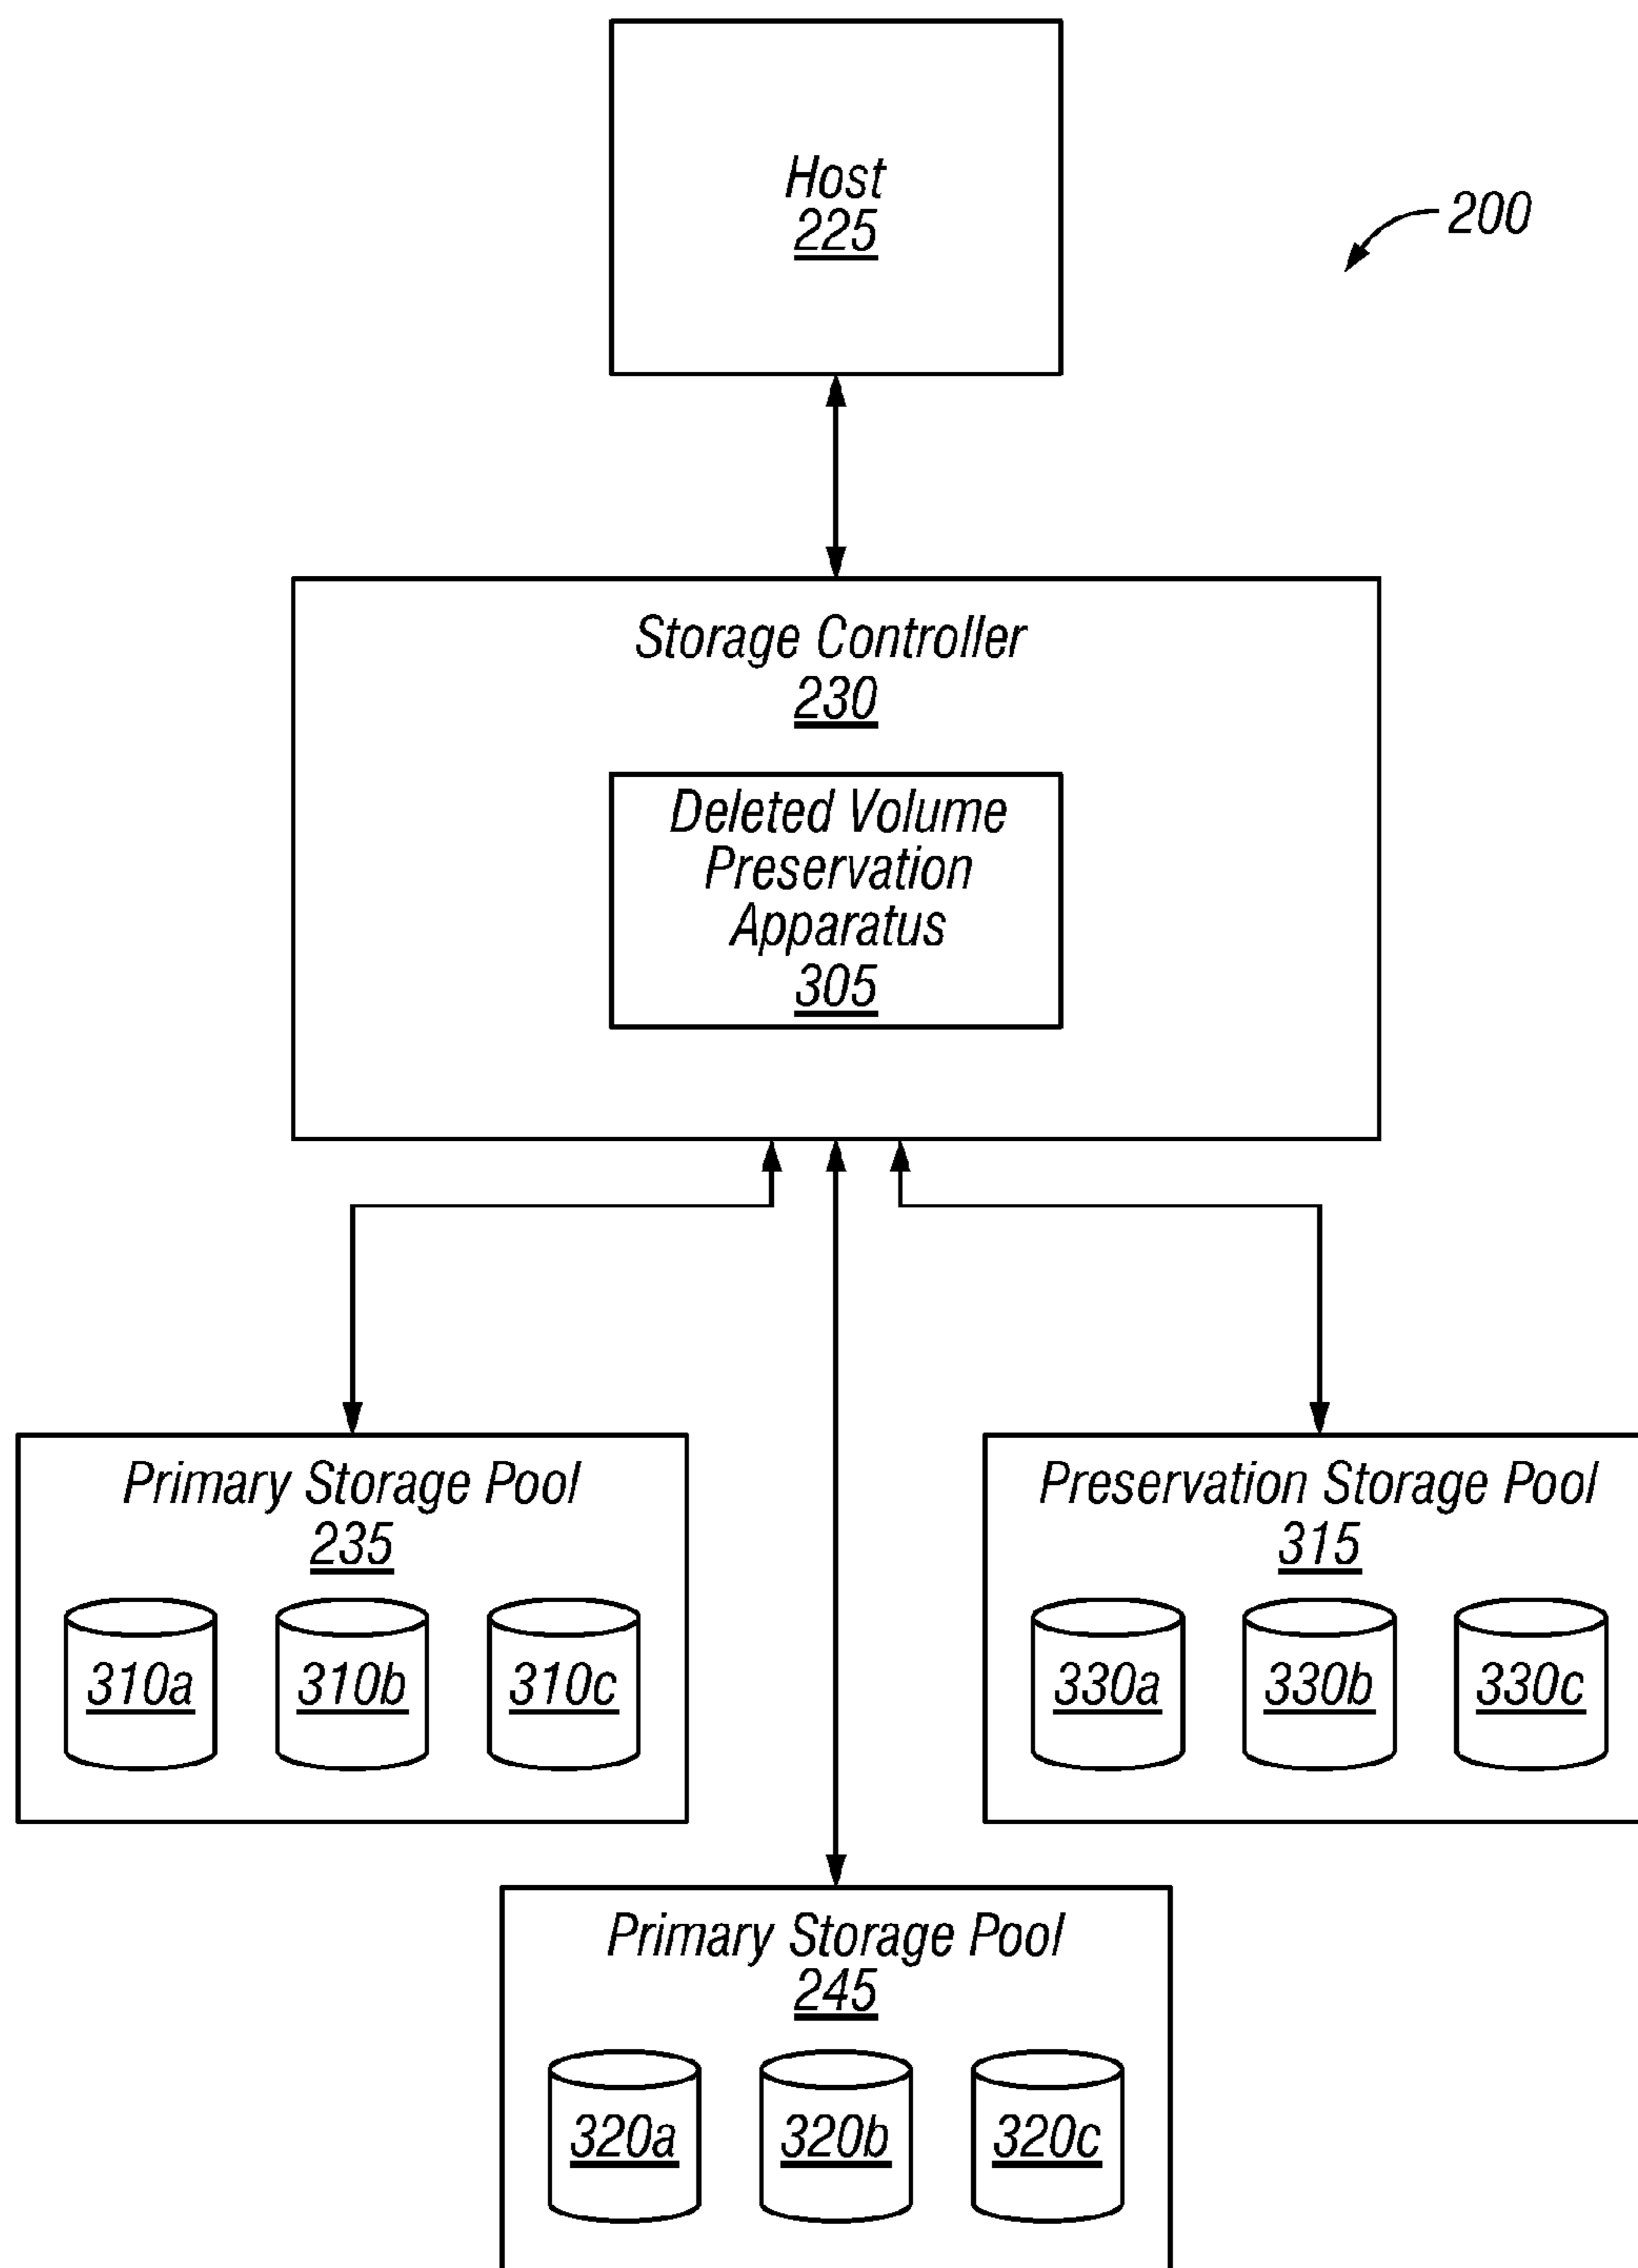 Host
225
200
Storage Controller
230
Deleted Volume
Preservation
Apparatus
305
Primary Storage Pool
235
310a 310b 310c
Preservation Storage Pool
315
330a 330b 330c
Primary Storage Pool
245
320a 320b 320c